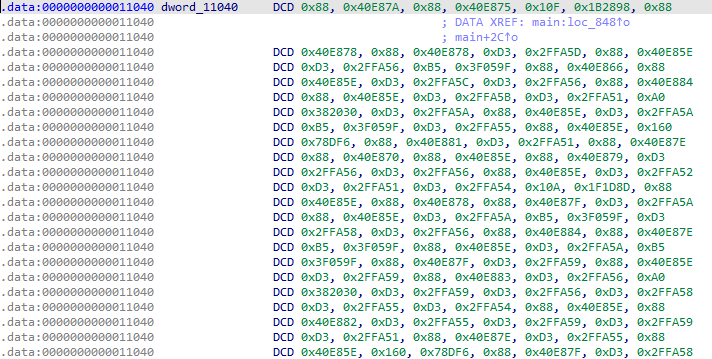 .data:0000000000011040 dword_11040 DCD 0x88, 0x40E87A, 0x88, 0x40E875, 0x10F, 0x1B2898, 0x88
.data:0000000000011040 ; DATA XREF: main:loc_848↑o
.data:0000000000011040 ; main+2C↑o
.data:0000000000011040 DCD 0x40E878, 0x88, 0x40E878, 0xD3, 0x2FFA5D, 0x88, 0x40E85E
.data:0000000000011040 DCD 0xD3, 0x2FFA56, 0xB5, 0x3F059F, 0x88, 0x40E866, 0x88
.data:0000000000011040 DCD 0x40E85E, 0xD3, 0x2FFA5C, 0xD3, 0x2FFA56, 0x88, 0x40E884
.data:0000000000011040 DCD 0x88, 0x40E85E, 0xD3, 0x2FFA5B, 0xD3, 0x2FFA51, 0xA0
.data:0000000000011040 DCD 0x382030, 0xD3, 0x2FFA5A, 0x88, 0x40E85E, 0xD3, 0x2FFA5A
.data:0000000000011040 DCD 0xB5, 0x3F059F, 0xD3, 0x2FFA55, 0x88, 0x40E85E, 0x160
.data:0000000000011040 DCD 0x78DF6, 0x88, 0x40E881, 0xD3, 0x2FFA51, 0x88, 0x40E87E
.data:0000000000011040 DCD 0x88, 0x40E870, 0x88, 0x40E85E, 0x88, 0x40E879, 0xD3
.data:0000000000011040 DCD 0x2FFA56, 0xD3, 0x2FFA56, 0x88, 0x40E85E, 0xD3, 0x2FFA52
.data:0000000000011040 DCD 0xD3, 0x2FFA51, 0xD3, 0x2FFA54, 0x10A, 0x1F1D8D, 0x88
.data:0000000000011040 DCD 0x40E85E, 0x88, 0x40E878, 0x88, 0x40E87F, 0xD3, 0x2FFA5A
.data:0000000000011040 DCD 0x88, 0x40E85E, 0xD3, 0x2FFA5A, 0xB5, 0x3F059F, 0xD3
.data:0000000000011040 DCD 0x2FFA58, 0xD3, 0x2FFA56, 0x88, 0x40E884, 0x88, 0x40E87E
.data:0000000000011040 DCD 0xB5, 0x3F059F, 0x88, 0x40E85E, 0xD3, 0x2FFA5A, 0xB5
.data:0000000000011040 DCD 0x3F059F, 0x88, 0x40E87F, 0xD3, 0x2FFA59, 0x88, 0x40E85E
.data:0000000000011040 DCD 0xD3, 0x2FFA59, 0x88, 0x40E883, 0xD3, 0x2FFA56, 0xA0
.data:0000000000011040 DCD 0x382030, 0xD3, 0x2FFA59, 0xD3, 0x2FFA56, 0xD3, 0x2FFA58
.data:0000000000011040 DCD 0xD3, 0x2FFA55, 0xD3, 0x2FFA54, 0x88, 0x40E85E, 0x88
.data:0000000000011040 DCD 0x40E882, 0xD3, 0x2FFA55, 0xD3, 0x2FFA59, 0xD3, 0x2FFA59
.data:0000000000011040 DCD 0xD3, 0x2FFA51, 0x88, 0x40E87E, 0xD3, 0x2FFA55, 0x88
.data:0000000000011040 DCD 0x40E85E, 0x160, 0x78DF6, 0x88, 0x40E87F, 0xD3, 0x2FFA58